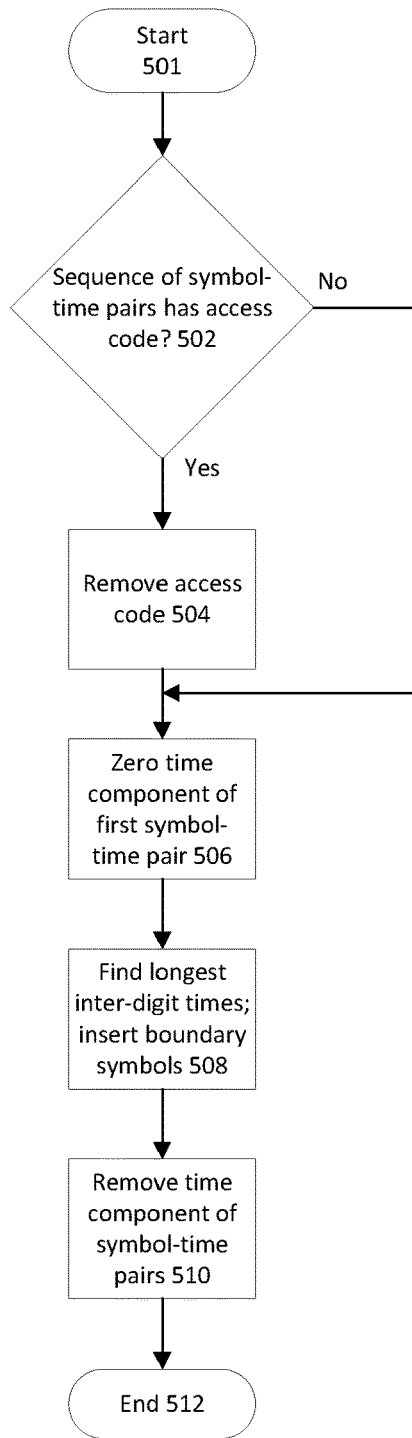 Start
501
Sequence of symbol-
time pairs has access
code? 502
No
Yes
Remove access
code 504
Zero time
component of
first symbol-
time pair 506
Find longest
inter-digit times;
insert boundary
symbols 508
Remove time
component of
symbol-time
pairs 510
End 512